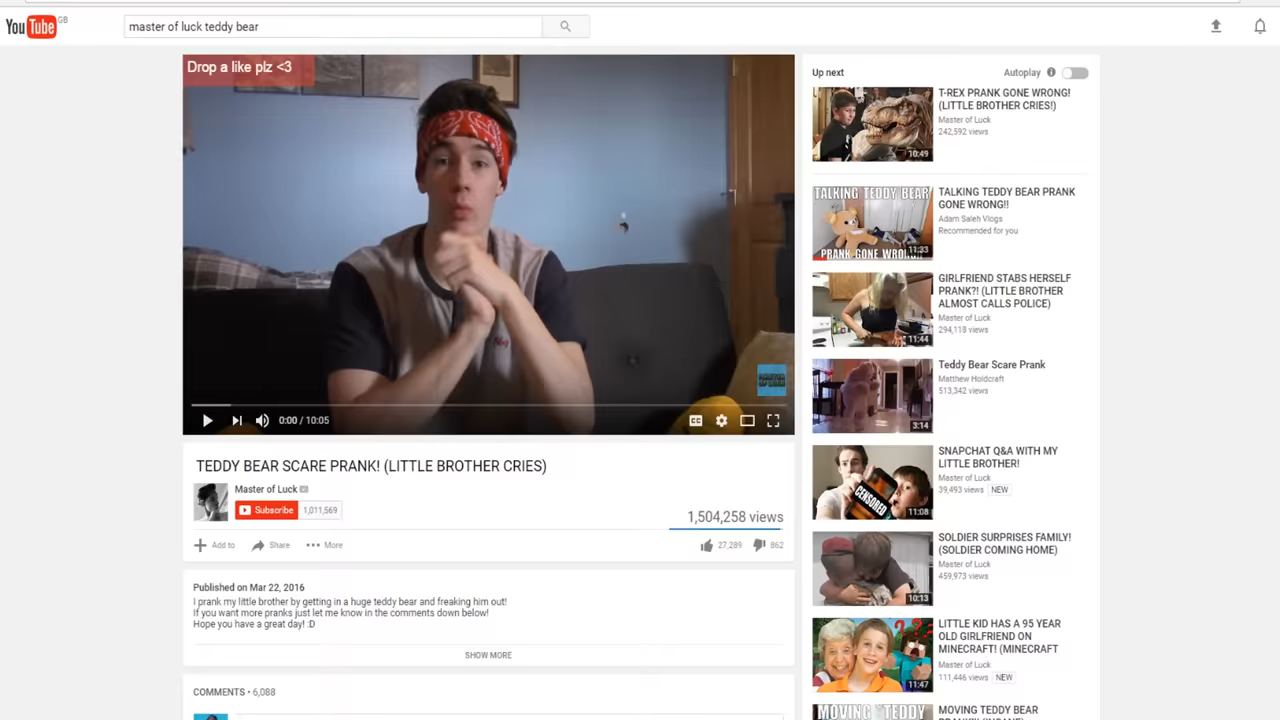 YouTube GB
master of luck teddy bear
Drop a like plz <3
0:00 / 10:05
CC
TEDDY BEAR SCARE PRANK! (LITTLE BROTHER CRIES)
Master of Luck
Subscribe 1,011,569
1,504,258 views
Add to Share More
27,289 862
Published on Mar 22, 2016
I prank my little brother by getting in a huge teddy bear and freaking him out!
If you want more pranks just let me know in the comments down below!
Hope you have a great day! :D
SHOW MORE
COMMENTS • 6,088
Up next
Autoplay
T-REX PRANK GONE WRONG!
(LITTLE BROTHER CRIES!)
Master of Luck
242,592 views
10:49
TALKING TEDDY BEAR
PRANK GONE
11:33
TALKING TEDDY BEAR PRANK
GONE WRONG!!
Adam Saleh Vlogs
Recommended for you
GIRLFRIEND STABS HERSELF
PRANK?! (LITTLE BROTHER
ALMOST CALLS POLICE)
Master of Luck
294,118 views
11:44
Teddy Bear Scare Prank
Matthew Holdcraft
513,342 views
3:14
CENSORED
11:08
SNAPCHAT Q&A WITH MY
LITTLE BROTHER!
Master of Luck
39,493 views NEW
SOLDIER SURPRISES FAMILY!
(SOLDIER COMING HOME)
Master of Luck
459,973 views
10:13
???
11:47
LITTLE KID HAS A 95 YEAR
OLD GIRLFRIEND ON
MINECRAFT! (MINECRAFT
Master of Luck
111,446 views NEW
MOVING TEDDY
MOVING TEDDY BEAR